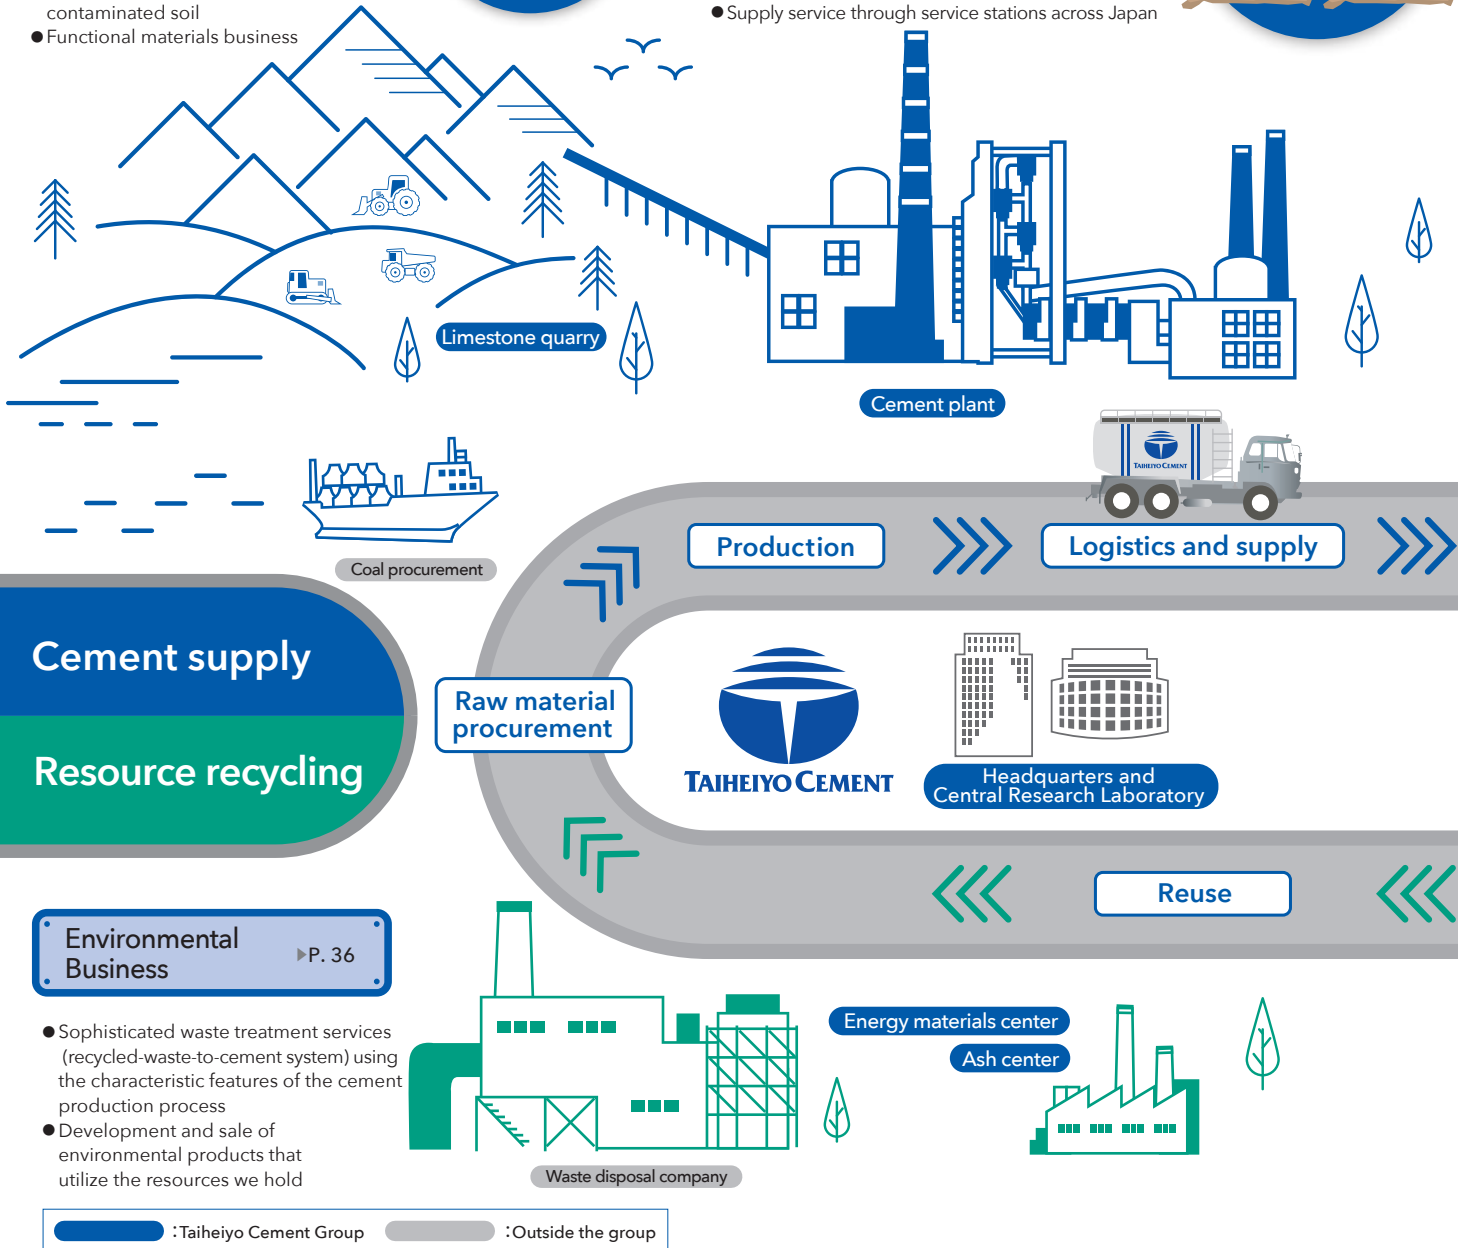 contaminated soil
● Functional materials business
● Supply service through service stations across Japan
Limestone quarry
Cement plant
TAIHEIYO CEMENT
Coal procurement
Production
Logistics and supply
Cement supply
Resource recycling
Raw material
procurement
TAIHEIYO CEMENT
Headquarters and
Central Research Laboratory
Reuse
Environmental
Business
▶P. 36
● Sophisticated waste treatment services
(recycled-waste-to-cement system) using
the characteristic features of the cement
production process
● Development and sale of
environmental products that
utilize the resources we hold
Energy materials center
Ash center
Waste disposal company
:Taiheiyo Cement Group
:Outside the group